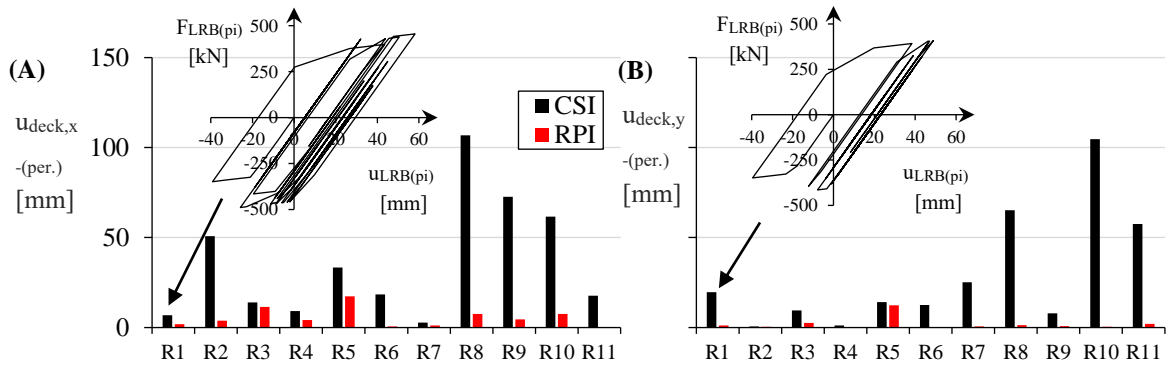 (A)
F_LRB(pi)
[kN]
500
250
0
-250
-500
-40
-20
0
20
40
60
u_LRB(pi)
[mm]
150
100
50
0
u_deck,x
-(per.)
[mm]
CSI
RPI
R1 R2 R3 R4 R5 R6 R7 R8 R9 R10 R11
(B)
F_LRB(pi)
[kN]
500
250
0
-250
-500
-40
-20
0
20
40
60
u_LRB(pi)
[mm]
u_deck,y
-(per.)
[mm]
R1 R2 R3 R4 R5 R6 R7 R8 R9 R10 R11